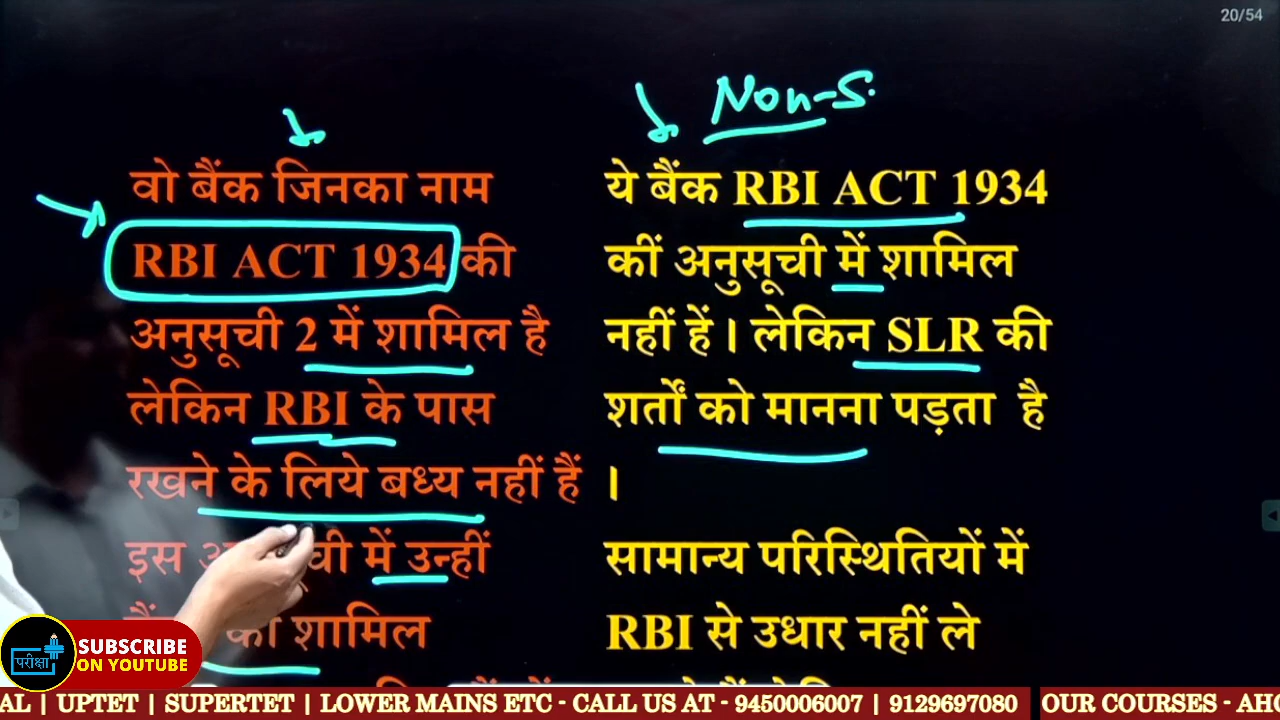 20/54
Non-S.
वो बैंक जिनका नाम
RBI ACT 1934 की
अनुसूची 2 में शामिल है
लेकिन RBI के पास
रखने के लिये बध्य नहीं हैं
इस में उन्हीं
को शामिल
ये बैंक RBI ACT 1934
कीं अनुसूची में शामिल
नहीं हें । लेकिन SLR की
शर्तों को मानना पड़ता है
।
सामान्य परिस्थितियों में
RBI से उधार नहीं ले
परीक्षा
SUBSCRIBE
ON YOUTUBE
AL | UPTET | SUPERTET | LOWER MAINS ETC - CALL US AT - 9450006007 | 9129697080 OUR COURSES - AHC